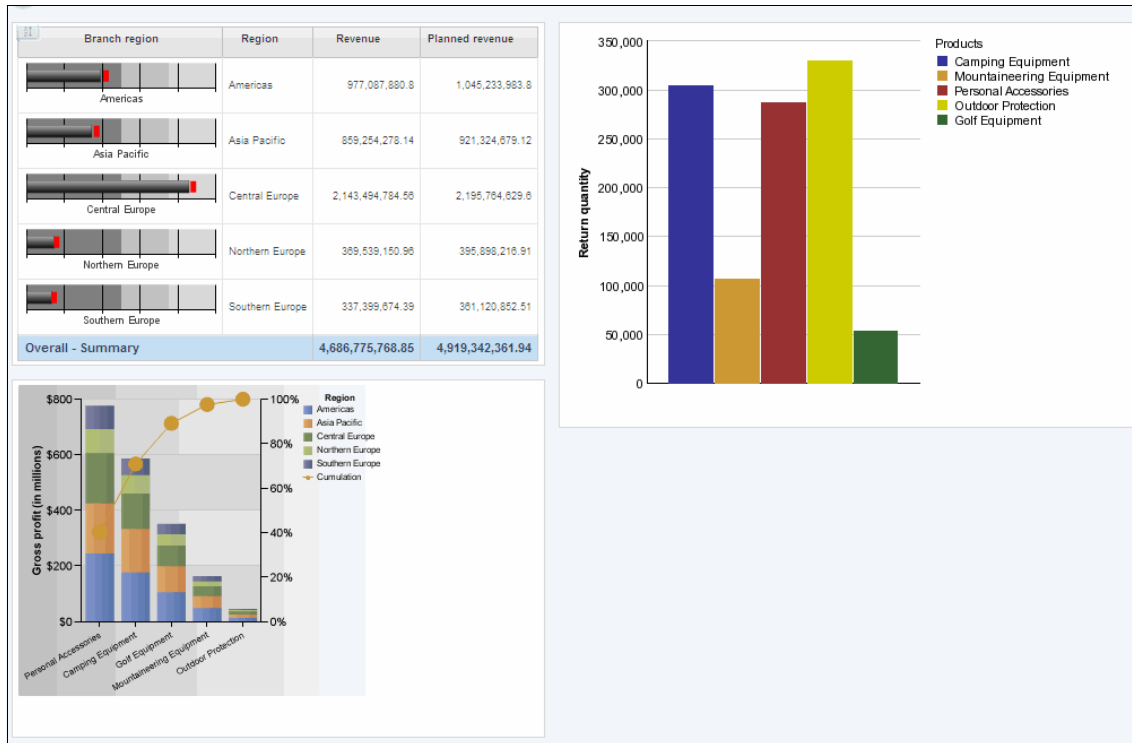 Branch region Region Revenue Planned revenue
Americas
Americas 977,087,880.8 1,045,233,983.8
Asia Pacific
Asia Pacific 859,254,278.14 921,324,679.12
Central Europe
Central Europe 2,143,494,784.56 2,195,764,629.6
Northern Europe
Northern Europe 369,539,150.96 395,898,216.91
Southern Europe
Southern Europe 337,399,674.39 361,120,852.51
Overall - Summary 4,686,775,768.85 4,919,342,361.94
350,000
300,000
250,000
200,000
150,000
100,000
50,000
0
Return quantity
Products
Camping Equipment
Mountaineering Equipment
Personal Accessories
Outdoor Protection
Golf Equipment
$800
$600
$400
$200
$0
Gross profit (in millions)
100%
80%
60%
40%
20%
0%
Region
Americas
Asia Pacific
Central Europe
Northern Europe
Southern Europe
Cumulation
Personal Accessories
Camping Equipment
Golf Equipment
Mountaineering Equipment
Outdoor Protection